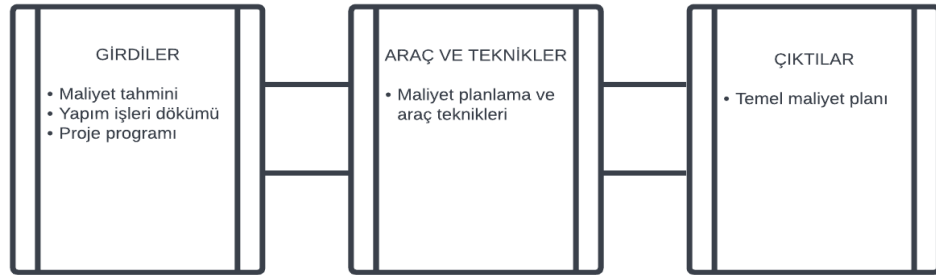 GİRDİLER
• Maliyet tahmini
• Yapım işleri dökümü
• Proje programı
ARAÇ VE TEKNİKLER
• Maliyet planlama ve
araç teknikleri
ÇIKTILAR
• Temel maliyet planı